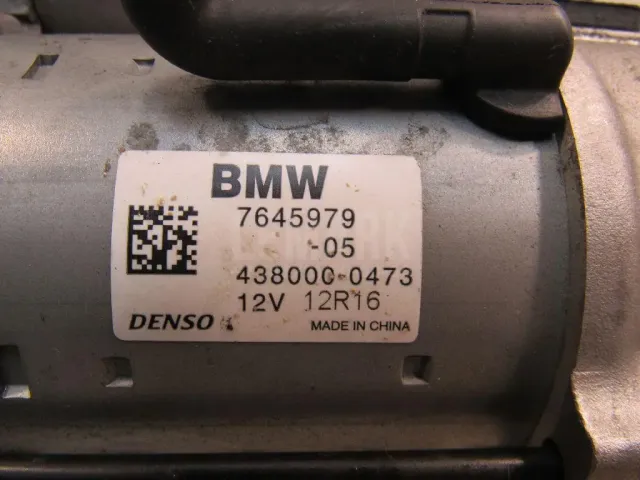 BMW
7645979
-05
438000-0473
12V 12R16
DENSO
MADE IN CHINA